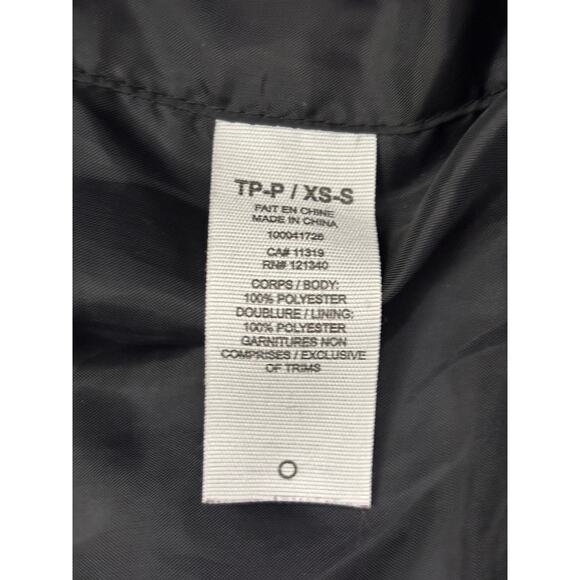 TP-P / XS-S
FAIT EN CHINE
MADE IN CHINA
100041726
CA# 11319
RN# 121340
CORPS / BODY:
100% POLYESTER
DOUBLURE / LINING:
100% POLYESTER
GARNITURES NON
COMPRISES / EXCLUSIVE
OF TRIMS